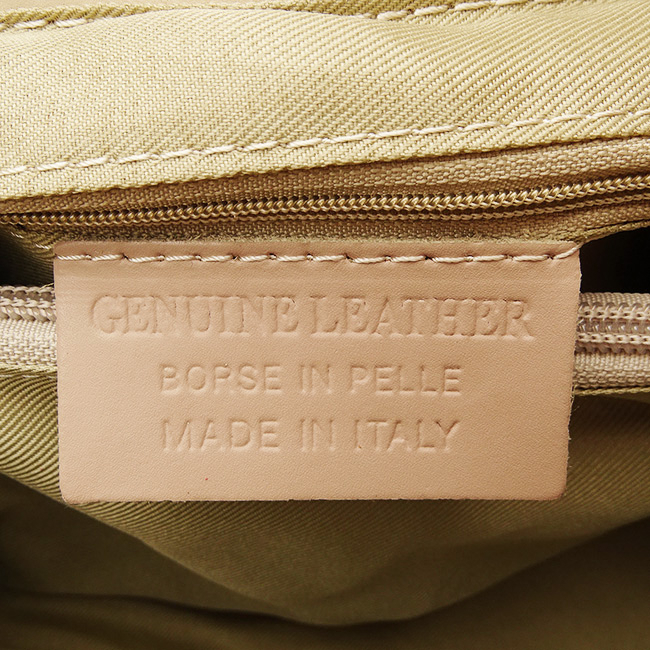 GENUINE LEATHER
BORSE IN PELLE
MADE IN ITALY